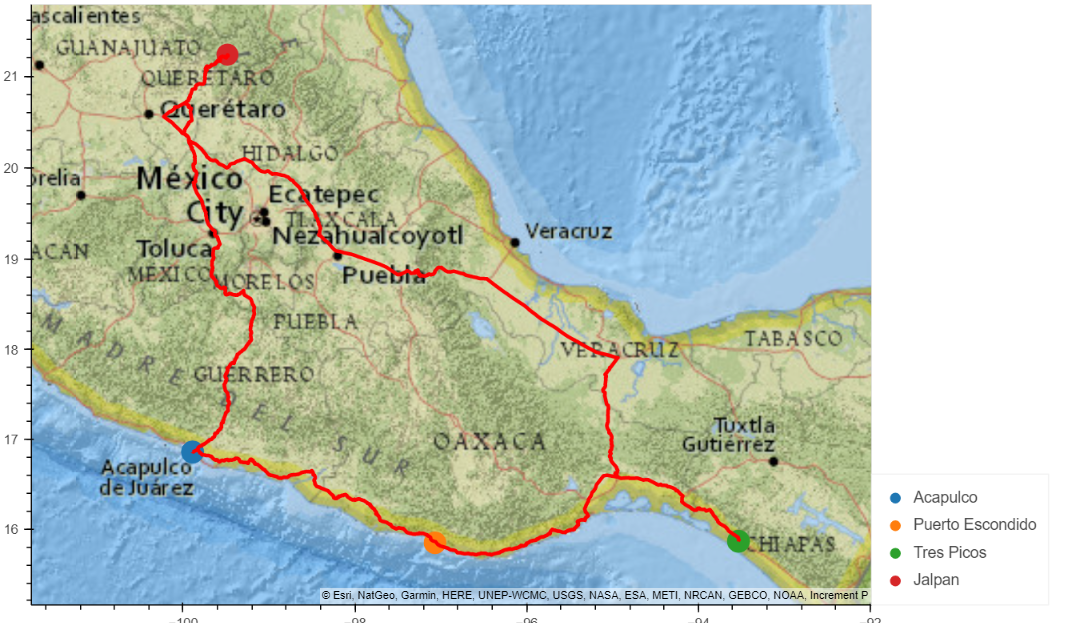 ascalientes
GUANAJUATO
21
QUERÉTARO
Querétaro
HIDALGO
20
México
City
orelia
Ecatepec
TLAXCALA
Nezahualcoyotl
Veracruz
Toluca
ACÁN
19
MÉXICO
MORELOS
Puebla
PUEBLA
TABASCO
18
VERACRUZ
MADRE DEL SUR
GUERRERO
Tuxtla
Gutiérrez
17
OAXACA
Acapulco
de Juárez
16
CHIAPAS
© Esri, NatGeo, Garmin, HERE, UNEP-WCMC, USGS, NASA, ESA, METI, NRCAN, GEBCO, NOAA, Increment P
-100
-98
-96
-94
-92
Acapulco
Puerto Escondido
Tres Picos
Jalpan